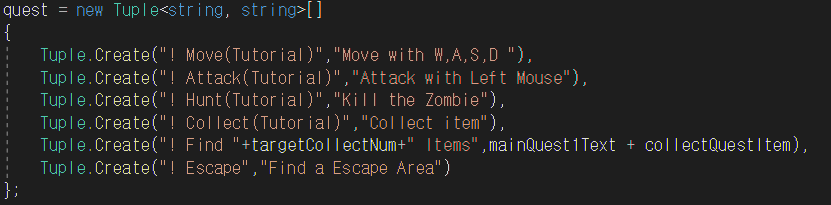 quest = new Tuple<string, string>[]
{
Tuple.Create("! Move(Tutorial)","Move with W,A,S,D "),
Tuple.Create("! Attack(Tutorial)","Attack with Left Mouse"),
Tuple.Create("! Hunt(Tutorial)","Kill the Zombie"),
Tuple.Create("! Collect(Tutorial)","Collect item"),
Tuple.Create("! Find "+targetCollectNum+" Items",mainQuest1Text + collectQuestItem),
Tuple.Create("! Escape","Find a Escape Area")
};